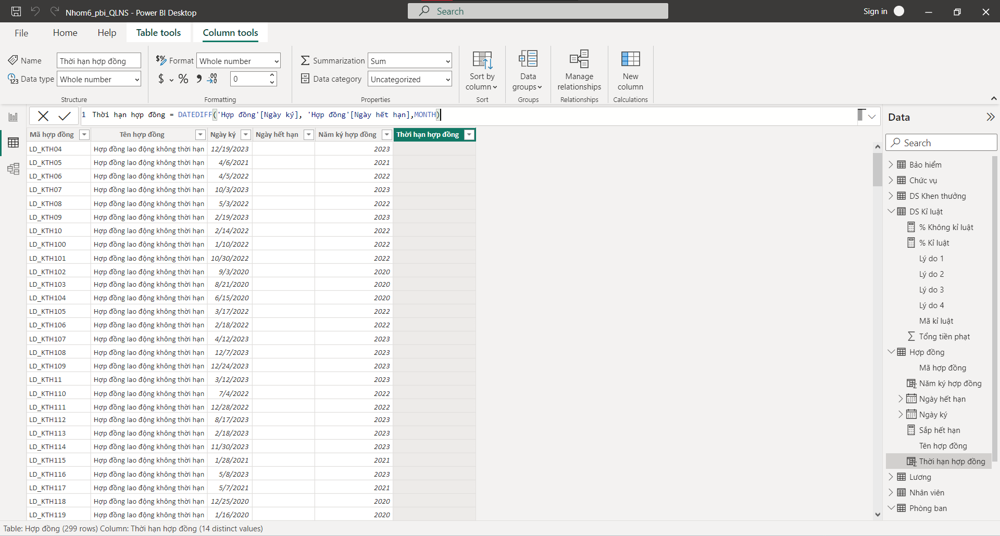 Nhom6_pbi_QLNS - Power BI Desktop
Search
Sign in
File Home Help Table tools Column tools
Name Thời hạn hợp đồng
Data type Whole number
Structure
Format Whole number
$ % 0
Formatting
Summarization Sum
Data category Uncategorized
Properties
Sort by column
Sort
Data groups
Groups
Manage relationships
Relationships
New column
Calculations
1 Thời hạn hợp đồng = DATEDIFF('Hợp đồng'[Ngày ký], 'Hợp đồng'[Ngày hết hạn],MONTH)
Mã hợp đồng Tên hợp đồng Ngày ký Ngày hết hạn Năm ký hợp đồng Thời hạn hợp đồng
LD_KTH04 Hợp đồng lao động không thời hạn 12/19/2023 2023
LD_KTH05 Hợp đồng lao động không thời hạn 4/6/2021 2021
LD_KTH06 Hợp đồng lao động không thời hạn 4/5/2022 2022
LD_KTH07 Hợp đồng lao động không thời hạn 10/3/2023 2023
LD_KTH08 Hợp đồng lao động không thời hạn 5/3/2022 2022
LD_KTH09 Hợp đồng lao động không thời hạn 2/19/2023 2023
LD_KTH10 Hợp đồng lao động không thời hạn 2/14/2022 2022
LD_KTH100 Hợp đồng lao động không thời hạn 1/10/2022 2022
LD_KTH101 Hợp đồng lao động không thời hạn 10/30/2022 2022
LD_KTH102 Hợp đồng lao động không thời hạn 9/3/2020 2020
LD_KTH103 Hợp đồng lao động không thời hạn 8/21/2020 2020
LD_KTH104 Hợp đồng lao động không thời hạn 6/15/2020 2020
LD_KTH105 Hợp đồng lao động không thời hạn 3/17/2022 2022
LD_KTH106 Hợp đồng lao động không thời hạn 2/18/2022 2022
LD_KTH107 Hợp đồng lao động không thời hạn 4/12/2023 2023
LD_KTH108 Hợp đồng lao động không thời hạn 12/7/2023 2023
LD_KTH109 Hợp đồng lao động không thời hạn 12/24/2023 2023
LD_KTH11 Hợp đồng lao động không thời hạn 3/12/2023 2023
LD_KTH110 Hợp đồng lao động không thời hạn 7/4/2022 2022
LD_KTH111 Hợp đồng lao động không thời hạn 12/28/2022 2022
LD_KTH112 Hợp đồng lao động không thời hạn 8/17/2023 2023
LD_KTH113 Hợp đồng lao động không thời hạn 2/18/2023 2023
LD_KTH114 Hợp đồng lao động không thời hạn 11/30/2023 2023
LD_KTH115 Hợp đồng lao động không thời hạn 1/28/2021 2021
LD_KTH116 Hợp đồng lao động không thời hạn 5/8/2023 2023
LD_KTH117 Hợp đồng lao động không thời hạn 5/7/2021 2021
LD_KTH118 Hợp đồng lao động không thời hạn 12/25/2020 2020
LD_KTH119 Hợp đồng lao động không thời hạn 1/16/2020 2020
Data
Search
Bảo hiểm
Chức vụ
DS Khen thưởng
DS Kỉ luật
% Không kỉ luật
% Kỉ luật
Lý do 1
Lý do 2
Lý do 3
Lý do 4
Mã kỉ luật
Tổng tiền phạt
Hợp đồng
Mã hợp đồng
Năm ký hợp đồng
Ngày hết hạn
Ngày ký
Sắp hết hạn
Tên hợp đồng
Thời hạn hợp đồng
Lương
Nhân viên
Phòng ban
Table: Hợp đồng (299 rows) Column: Thời hạn hợp đồng (14 distinct values)